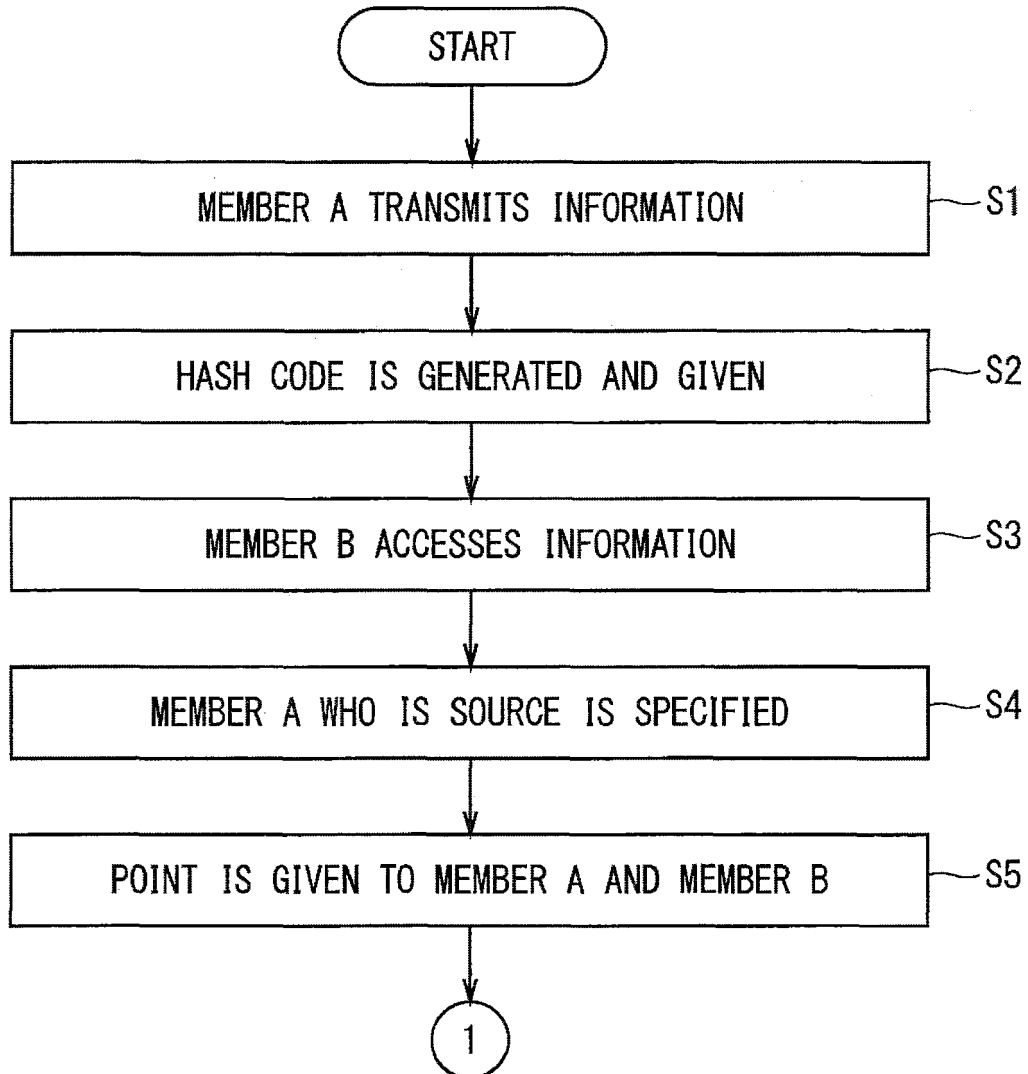 START
MEMBER A TRANSMITS INFORMATION
S1
HASH CODE IS GENERATED AND GIVEN
S2
MEMBER B ACCESSES INFORMATION
S3
MEMBER A WHO IS SOURCE IS SPECIFIED
S4
POINT IS GIVEN TO MEMBER A AND MEMBER B
S5
1